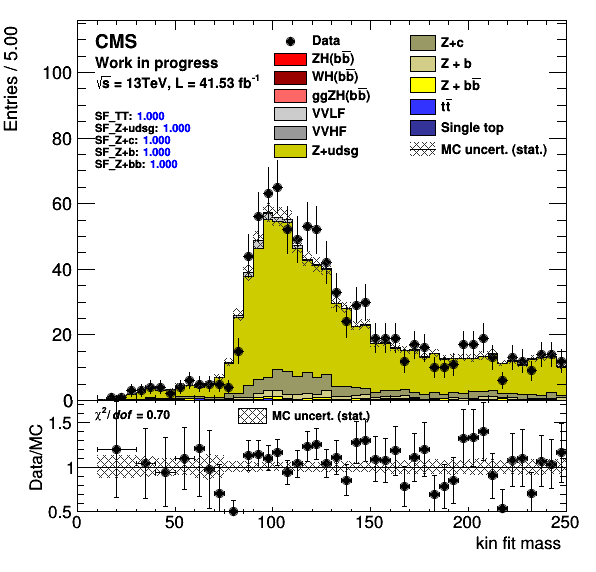 CMS
Work in progress
√s = 13TeV, L = 41.53 fb⁻¹
SF_TT: 1.000
SF_Z+udsg: 1.000
SF_Z+c: 1.000
SF_Z+b: 1.000
SF_Z+bb: 1.000
Data
ZH(bb̅)
WH(bb̅)
ggZH(bb̅)
VVLF
VVHF
Z+udsg
Z+c
Z + b
Z + bb̅
tt̅
Single top
MC uncert. (stat.)
Entries / 5.00
100
80
60
40
20
0
χ²/dof = 0.70
MC uncert. (stat.)
Data/MC
1.5
1
0.5
0
50
100
150
200
250
kin fit mass